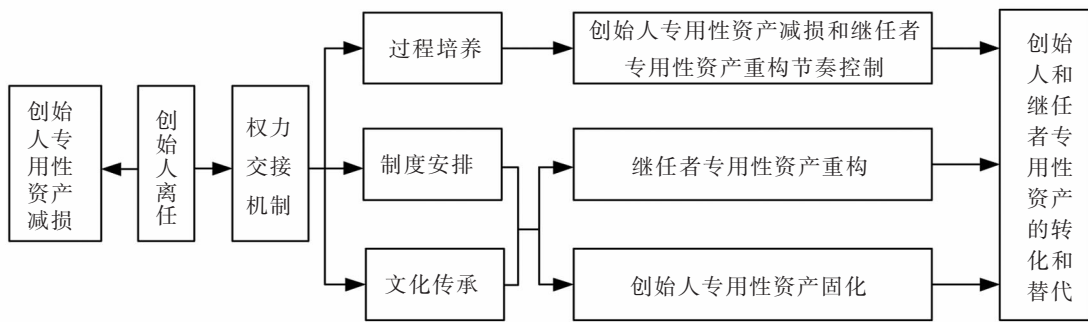 创始
人专
用性
资产
减损
创
始
人
离
任
权力
交接
机制
过程培养
制度安排
文化传承
创始人专用性资产减损和继任者
专用性资产重构节奏控制
继任者专用性资产重构
创始人专用性资产固化
创始
人和
继任
者专
用性
资产
的转
化和
替代